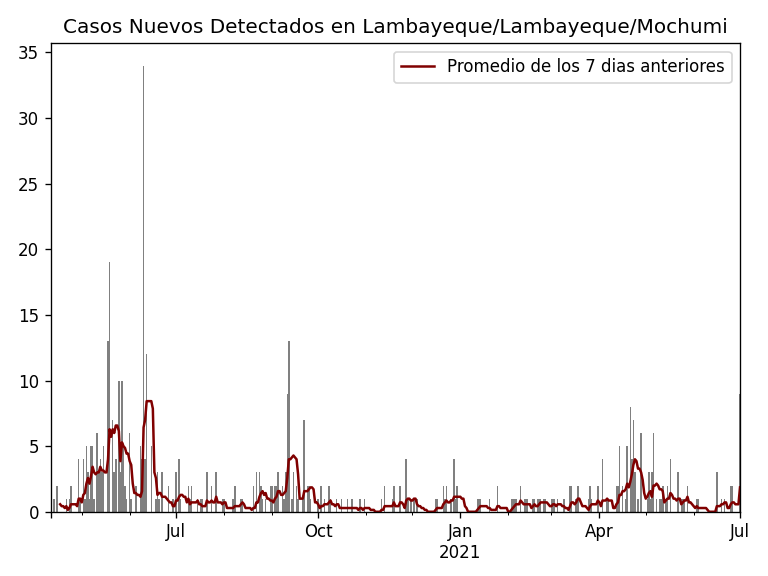 Casos Nuevos Detectados en Lambayeque/Lambayeque/Mochumi
Promedio de los 7 dias anteriores
35
30
25
20
15
10
5
0
Jul
Oct
Jan
2021
Apr
Jul